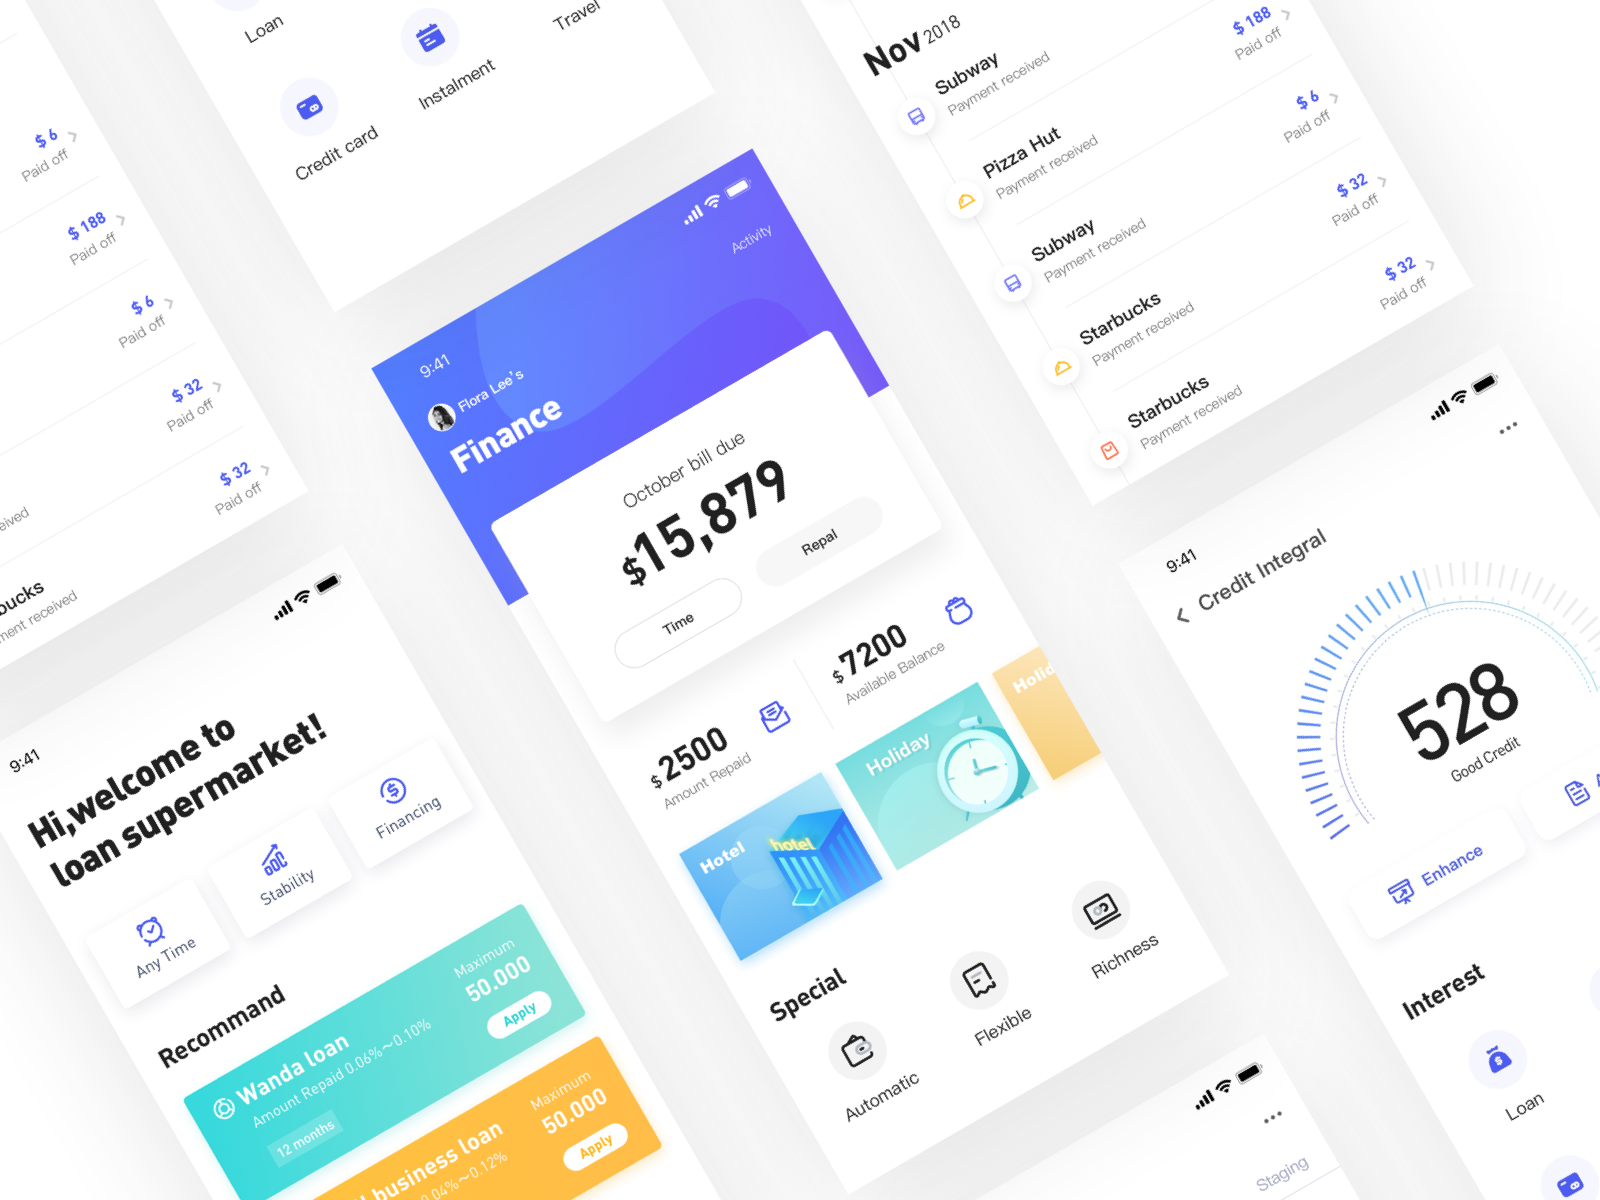 Loan
Travel
Instalment
Credit card
$ 6
Paid off
$ 188
Paid off
$ 6
Paid off
$ 32
Paid off
$ 32
Paid off
Nov 2018
Subway
Payment received
$ 188
Paid off
Pizza Hut
Payment received
$ 6
Paid off
Subway
Payment received
$ 32
Paid off
Starbucks
Payment received
$ 32
Paid off
Starbucks
Payment received
9:41
Activity
Flora Lee's
Finance
October bill due
$15,879
Time
Repal
$2500
Amount Repaid
$7200
Available Balance
Hotel
hotel
Holiday
Special
Automatic
Flexible
Richness
9:41
Hi,welcome to
loan supermarket!
Any Time
Stability
Financing
Recommand
Wanda loan
Amount Repaid 0.06%~0.10%
12 months
Maximum
50.000
Apply
business loan
0.04%~0.12%
Maximum
50.000
Apply
9:41
Credit Integral
528
Good Credit
Enhance
Interest
Loan
Staging